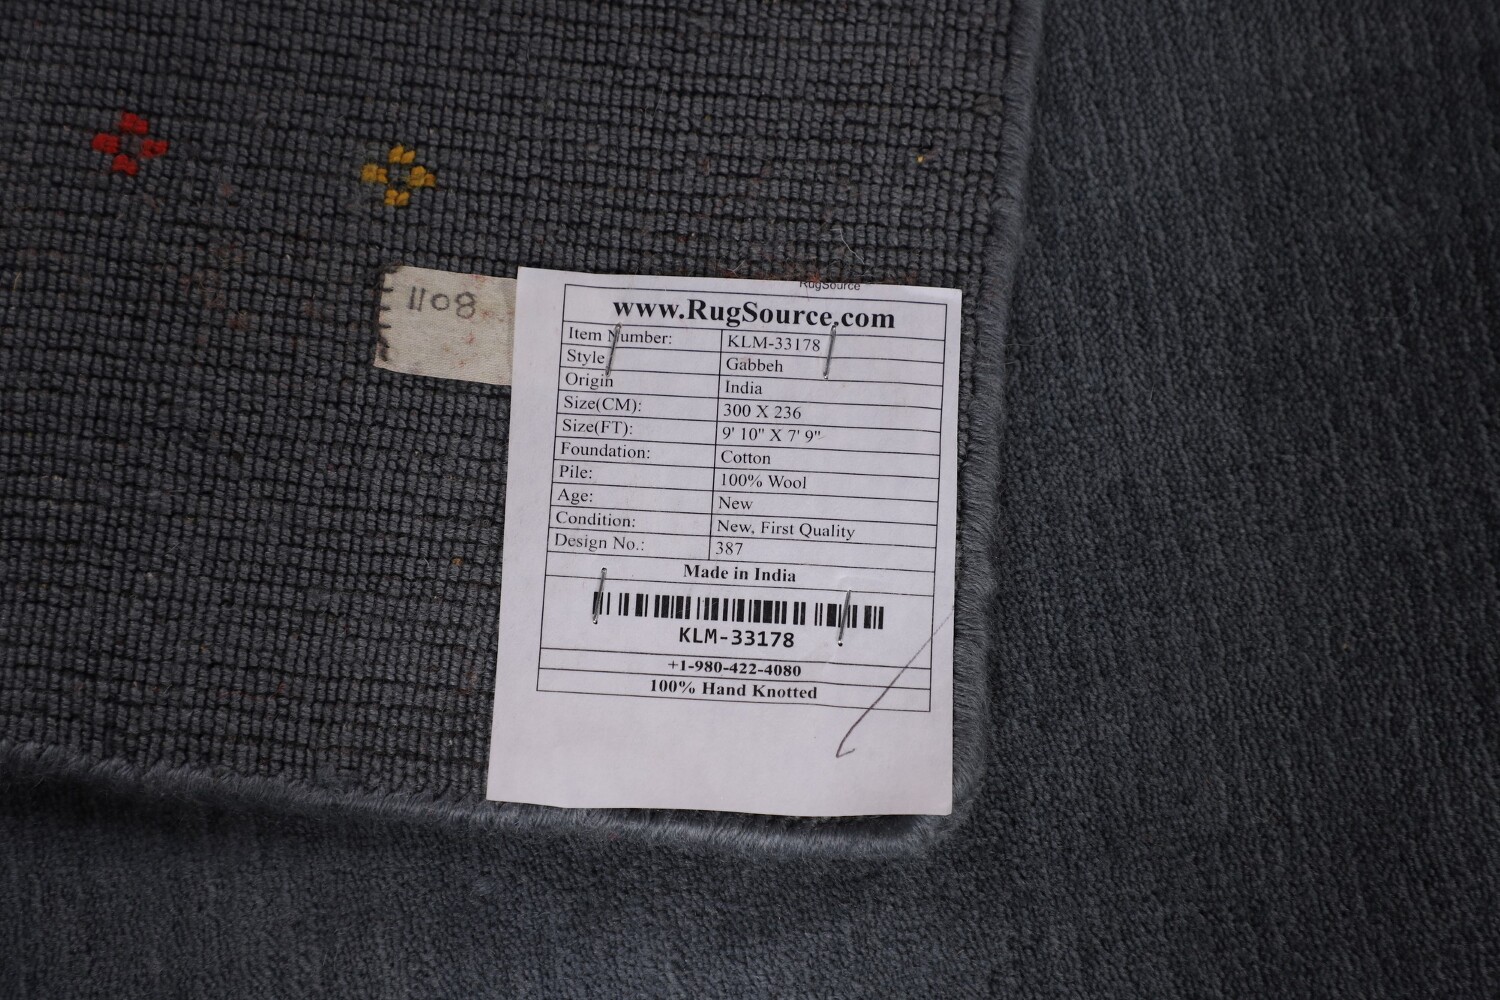 1108
RugSource
www.RugSource.com
Item Number: KLM-33178
Style Gabbeh
Origin India
Size(CM): 300 X 236
Size(FT): 9' 10" X 7' 9"
Foundation: Cotton
Pile: 100% Wool
Age: New
Condition: New, First Quality
Design No.: 387
Made in India
KLM-33178
+1-980-422-4080
100% Hand Knotted